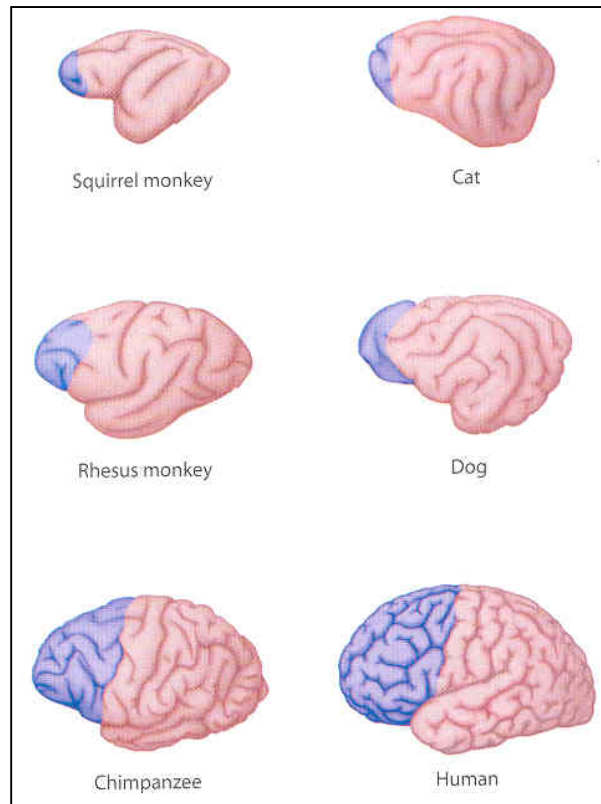 Squirrel monkey
Cat
Rhesus monkey
Dog
Chimpanzee
Human